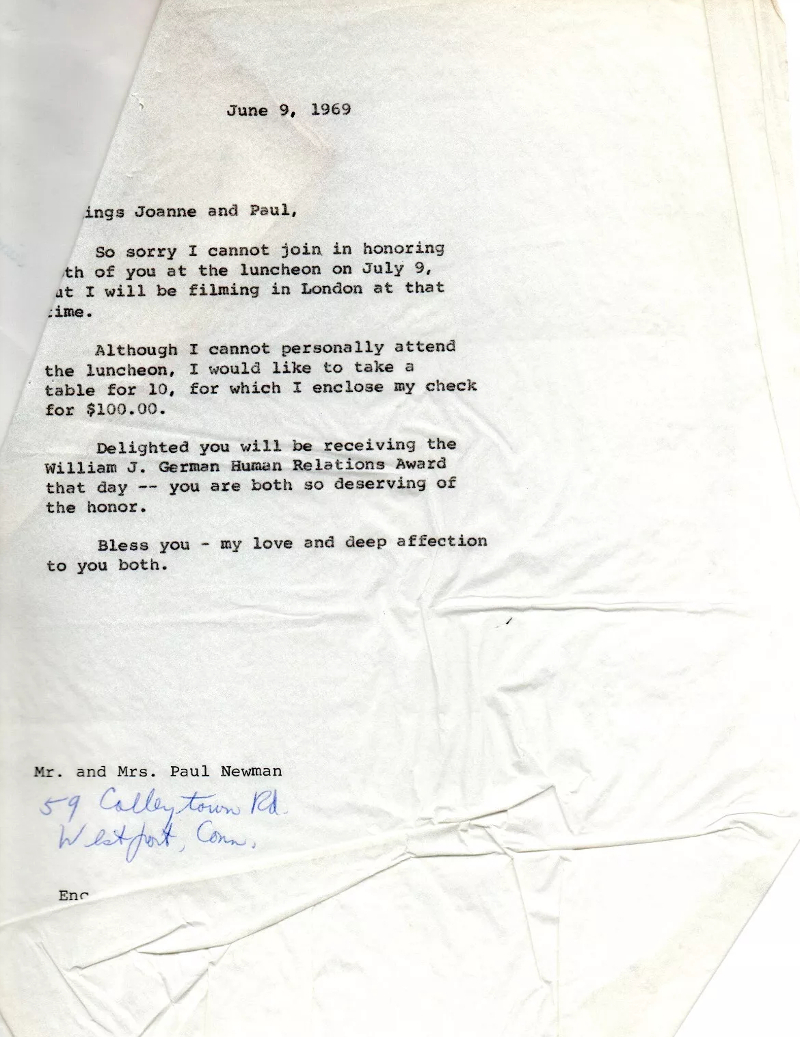 June 9, 1969
ings Joanne and Paul,
So sorry I cannot join in honoring
th of you at the luncheon on July 9,
ut I will be filming in London at that
time.
Although I cannot personally attend
the luncheon, I would like to take a
table for 10, for which I enclose my check
for $100.00.
Delighted you will be receiving the
William J. German Human Relations Award
that day -- you are both so deserving of
the honor.
Bless you - my love and deep affection
to you both.
Mr. and Mrs. Paul Newman
59 Colleytown Rd.
Westport, Conn.
Enc